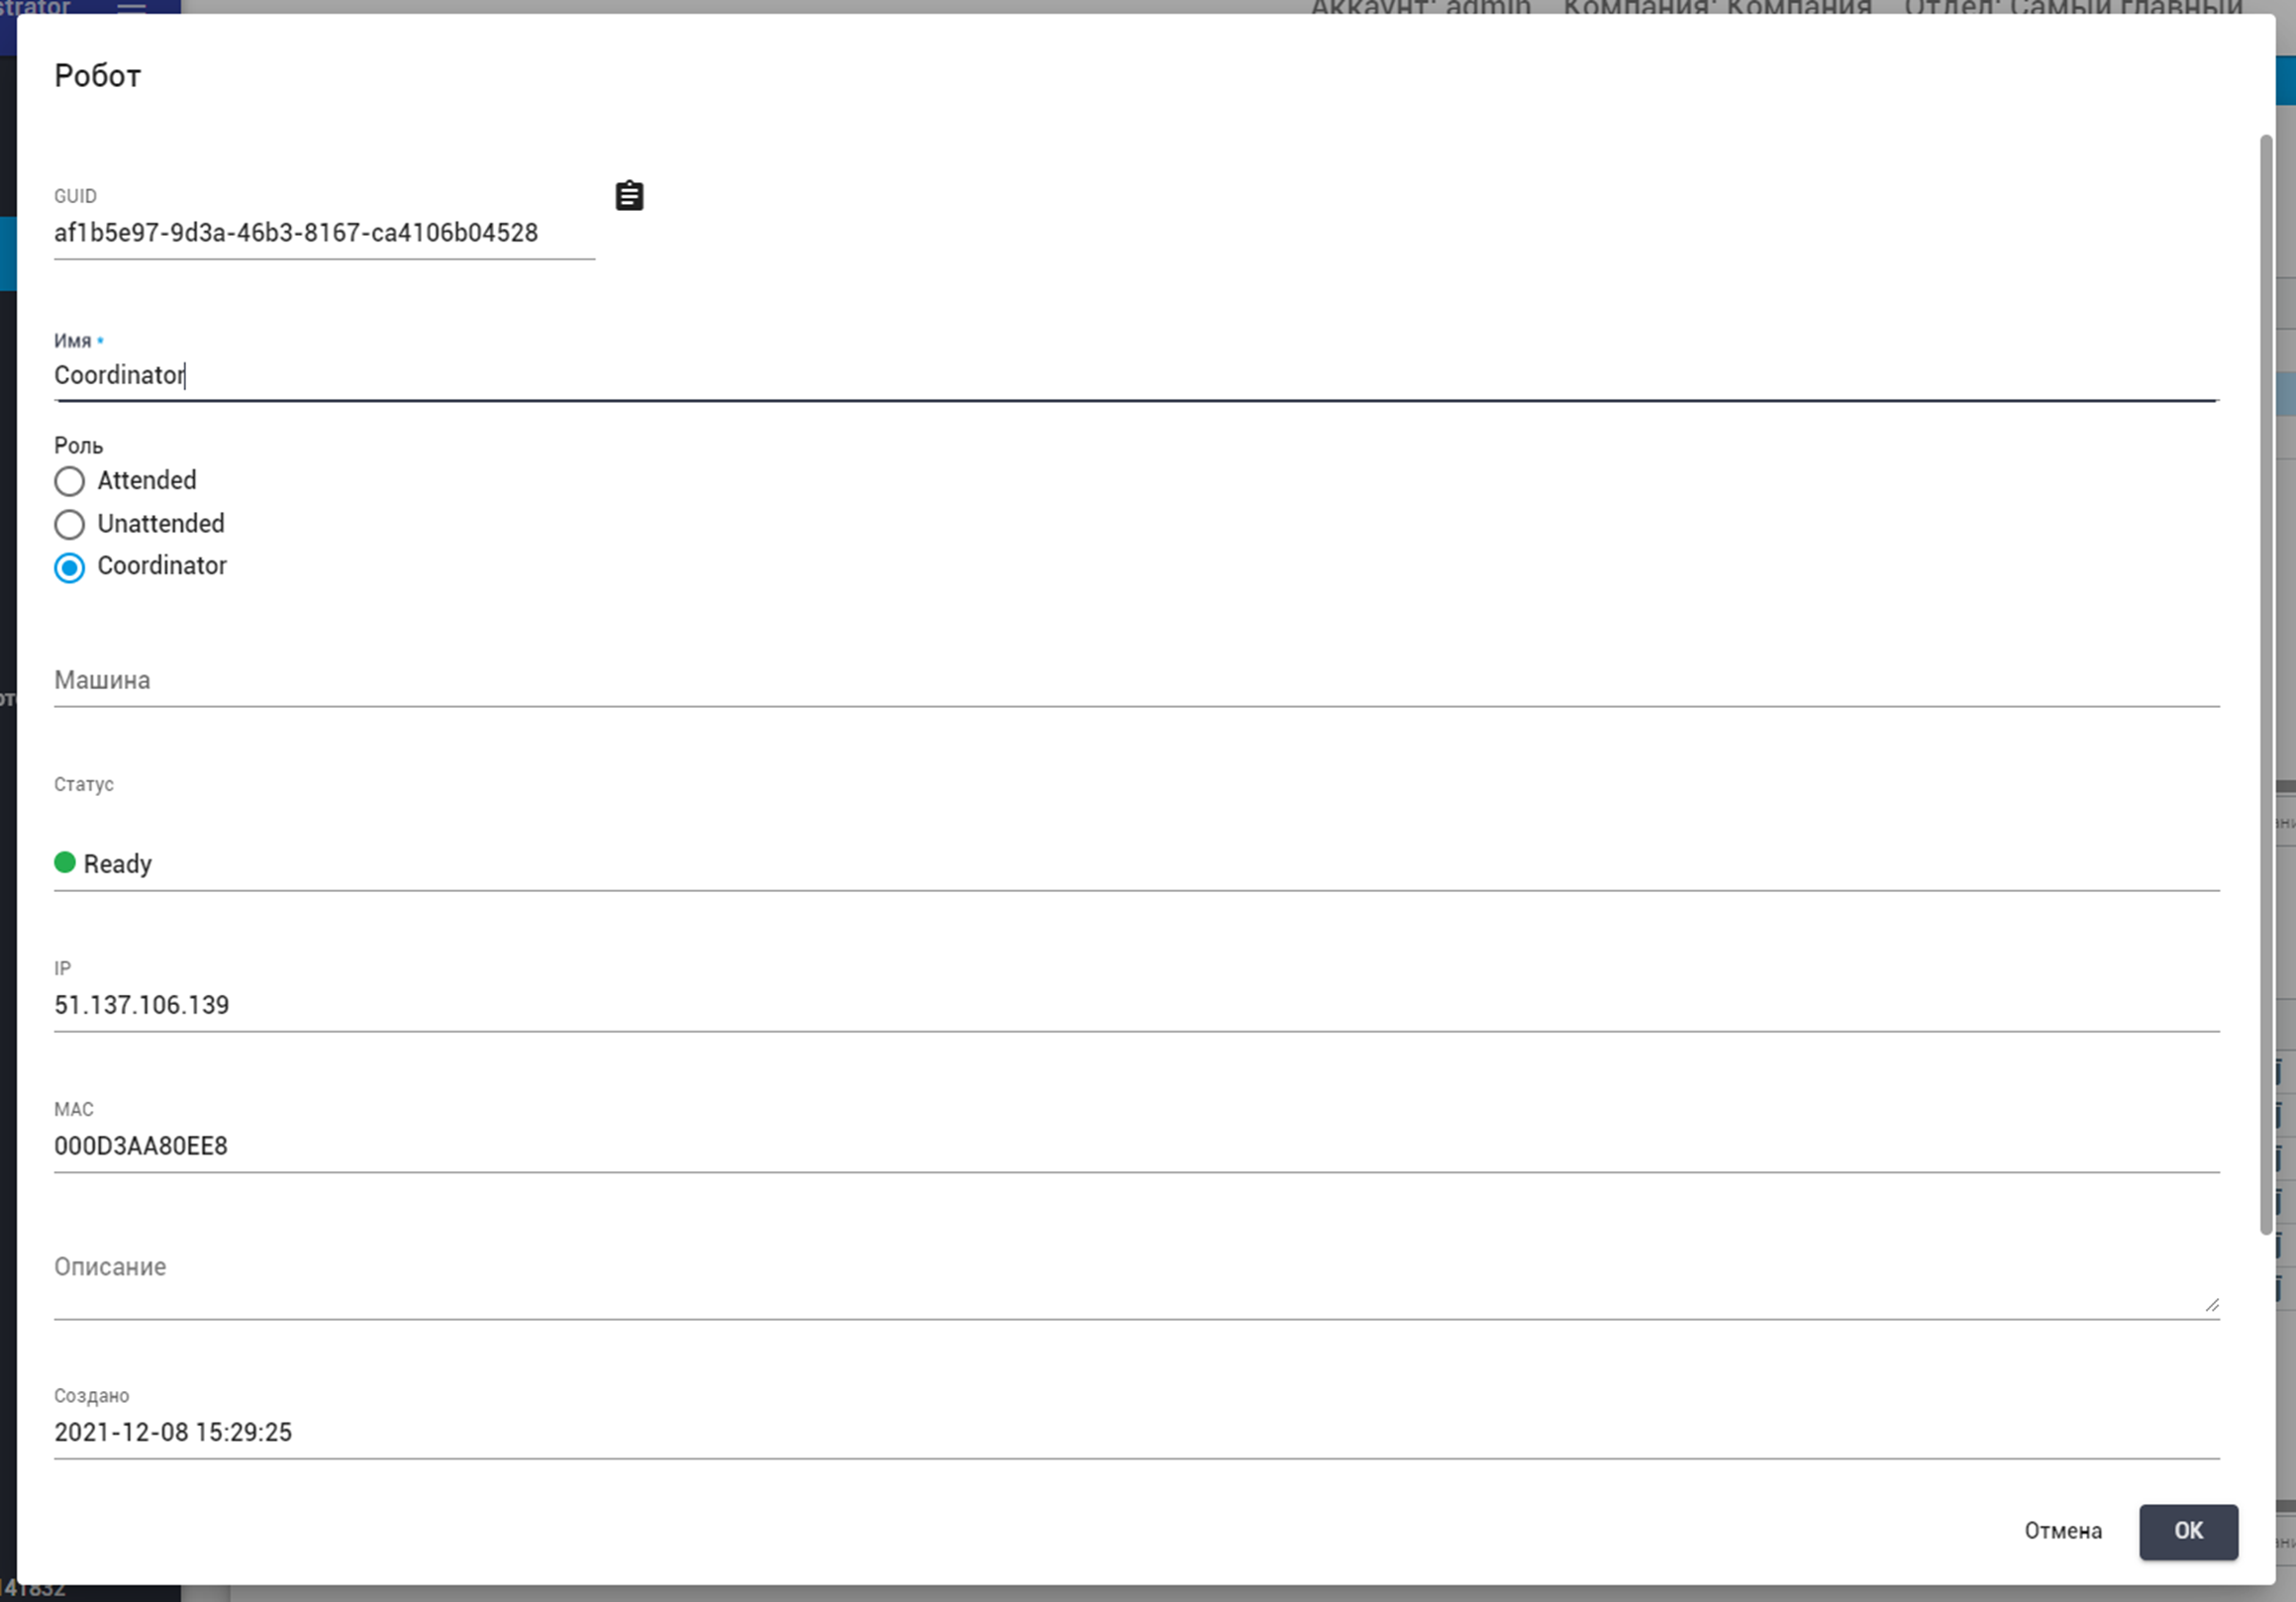 Аккаунт: admin Компания: Компания Отдел: Самый главный
Робот
GUID
af1b5e97-9d3a-46b3-8167-ca4106b04528
Имя *
Coordinator
Роль
Attended
Unattended
Coordinator
Машина
Статус
Ready
IP
51.137.106.139
MAC
000D3AA80EE8
Описание
Создано
2021-12-08 15:29:25
Отмена
OK